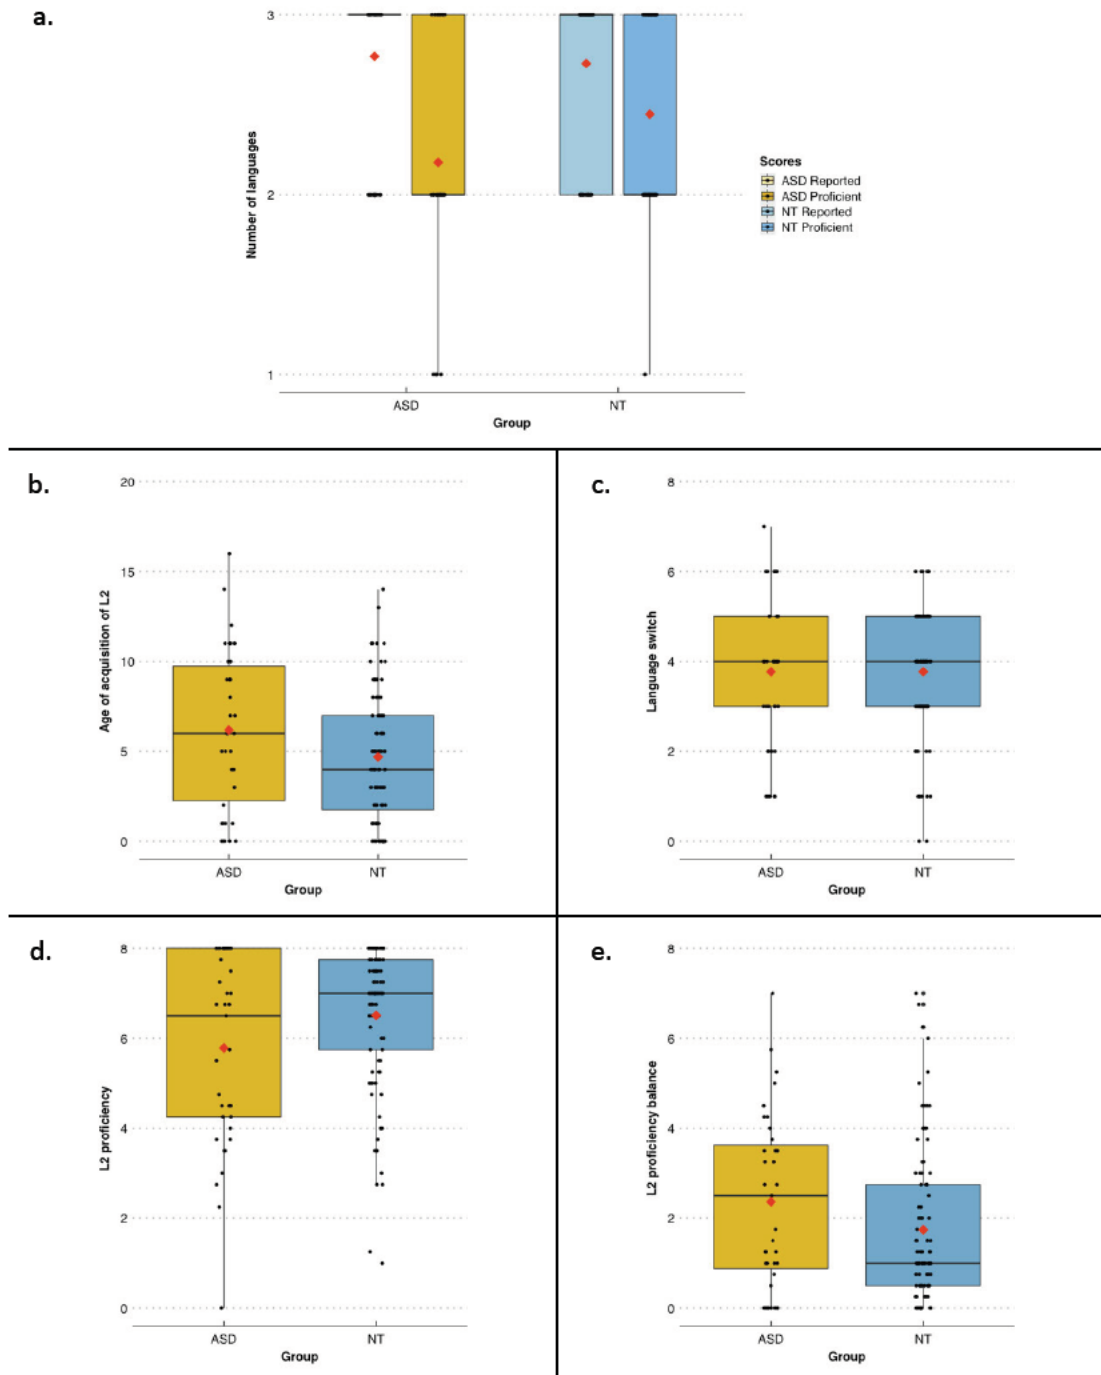 a.
3
2
1
Number of languages
ASD
NT
Group
Scores
ASD Reported
ASD Proficient
NT Reported
NT Proficient
b.
20
15
10
5
0
Age of acquisition of L2
ASD
NT
Group
c.
8
6
4
2
0
Language switch
ASD
NT
Group
d.
8
6
4
2
0
L2 proficiency
ASD
NT
Group
e.
8
6
4
2
0
L2 proficiency balance
ASD
NT
Group